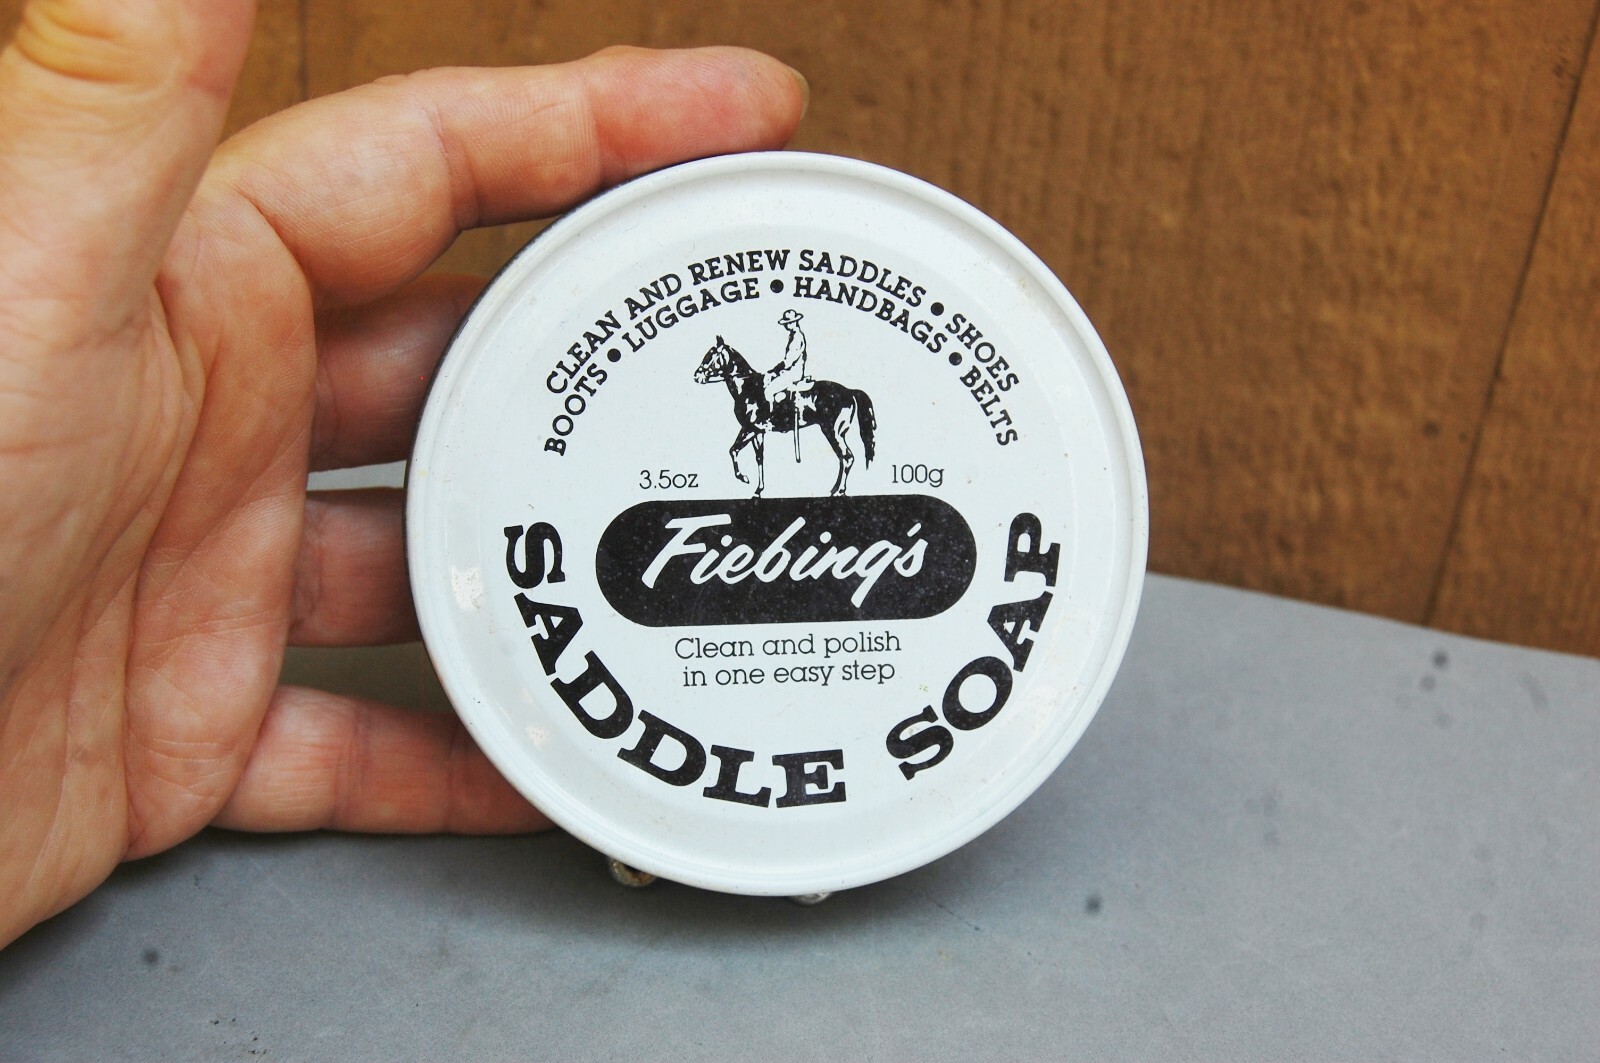 CLEAN AND RENEW SADDLES • SHOES
BOOTS • LUGGAGE • HANDBAGS • BELTS
3.5oz 100g
Fiebing's
Clean and polish
in one easy step
SADDLE SOAP